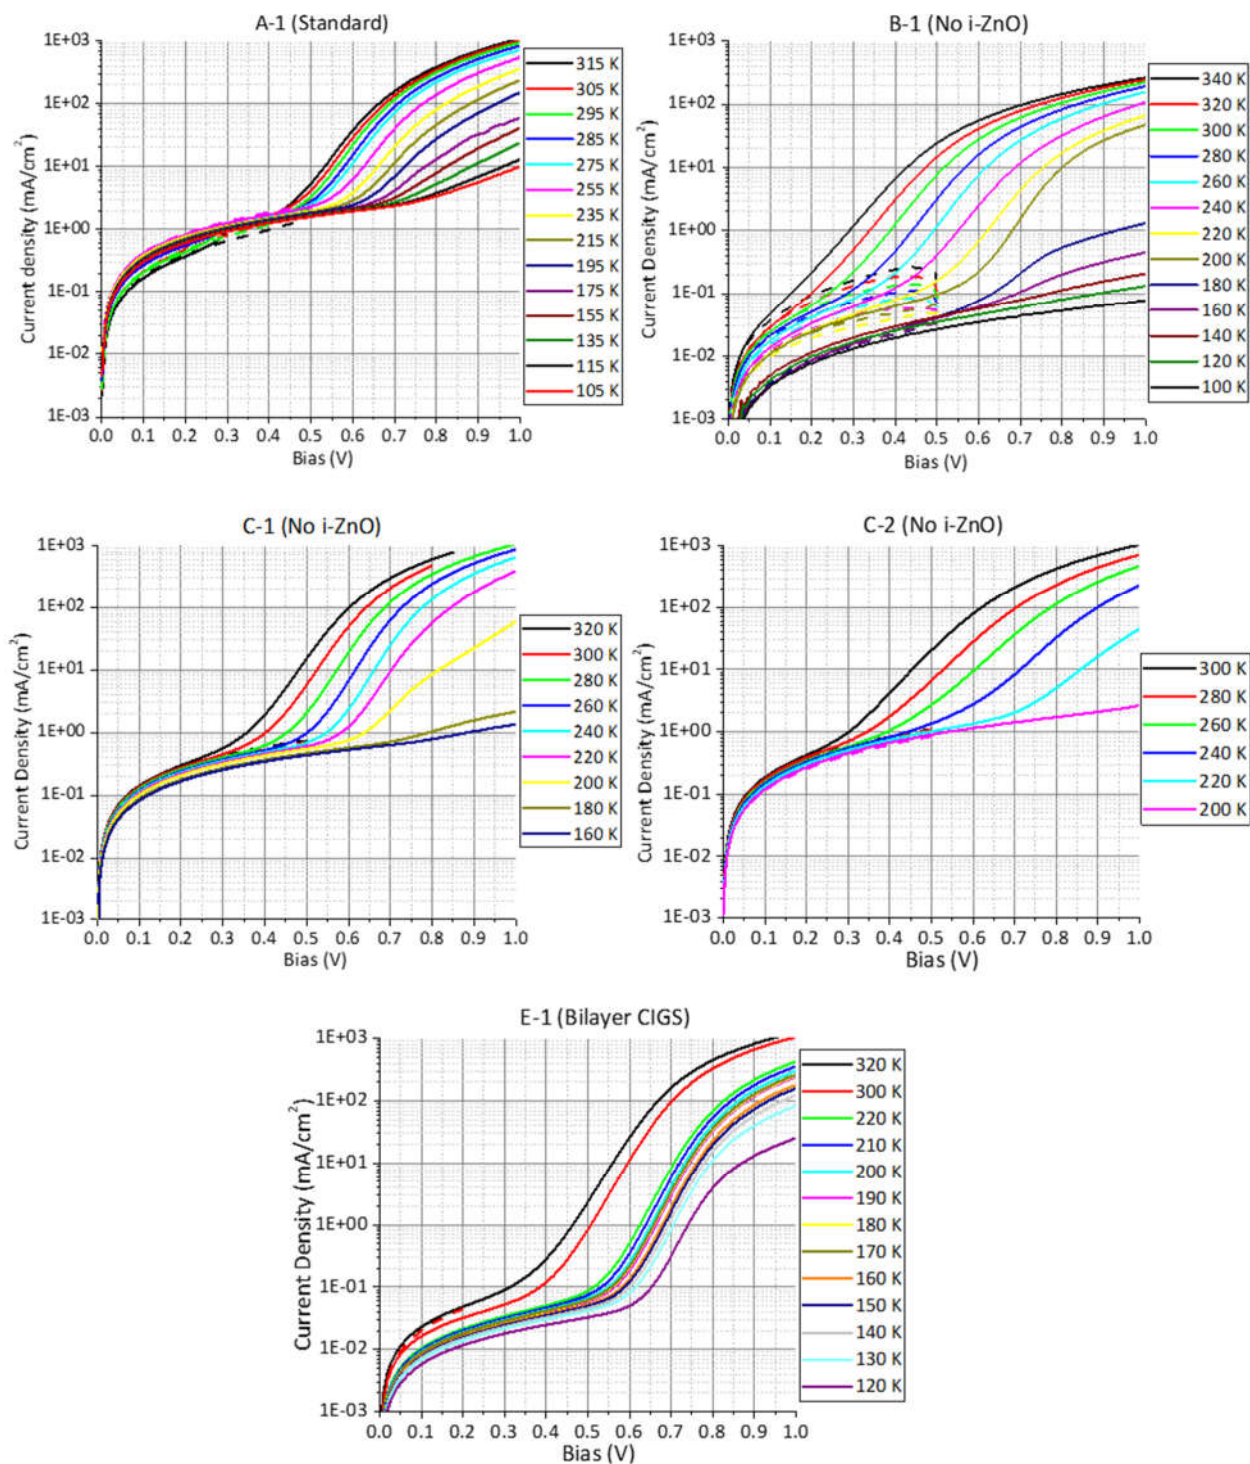 A-1 (Standard)
1E+03
1E+02
1E+01
1E+00
1E-01
1E-02
1E-03
Current density (mA/cm²)
0.0 0.1 0.2 0.3 0.4 0.5 0.6 0.7 0.8 0.9 1.0
Bias (V)
315 K
305 K
295 K
285 K
275 K
255 K
235 K
215 K
195 K
175 K
155 K
135 K
115 K
105 K
B-1 (No i-ZnO)
1E+03
1E+02
1E+01
1E+00
1E-01
1E-02
1E-03
Current Density (mA/cm²)
0.0 0.1 0.2 0.3 0.4 0.5 0.6 0.7 0.8 0.9 1.0
Bias (V)
340 K
320 K
300 K
280 K
260 K
240 K
220 K
200 K
180 K
160 K
140 K
120 K
100 K
C-1 (No i-ZnO)
1E+03
1E+02
1E+01
1E+00
1E-01
1E-02
1E-03
Current Density (mA/cm²)
0.0 0.1 0.2 0.3 0.4 0.5 0.6 0.7 0.8 0.9 1.0
Bias (V)
320 K
300 K
280 K
260 K
240 K
220 K
200 K
180 K
160 K
C-2 (No i-ZnO)
1E+03
1E+02
1E+01
1E+00
1E-01
1E-02
1E-03
Current Density (mA/cm²)
0.0 0.1 0.2 0.3 0.4 0.5 0.6 0.7 0.8 0.9 1.0
Bias (V)
300 K
280 K
260 K
240 K
220 K
200 K
E-1 (Bilayer CIGS)
1E+03
1E+02
1E+01
1E+00
1E-01
1E-02
1E-03
Current Density (mA/cm²)
0.0 0.1 0.2 0.3 0.4 0.5 0.6 0.7 0.8 0.9 1.0
Bias (V)
320 K
300 K
220 K
210 K
200 K
190 K
180 K
170 K
160 K
150 K
140 K
130 K
120 K